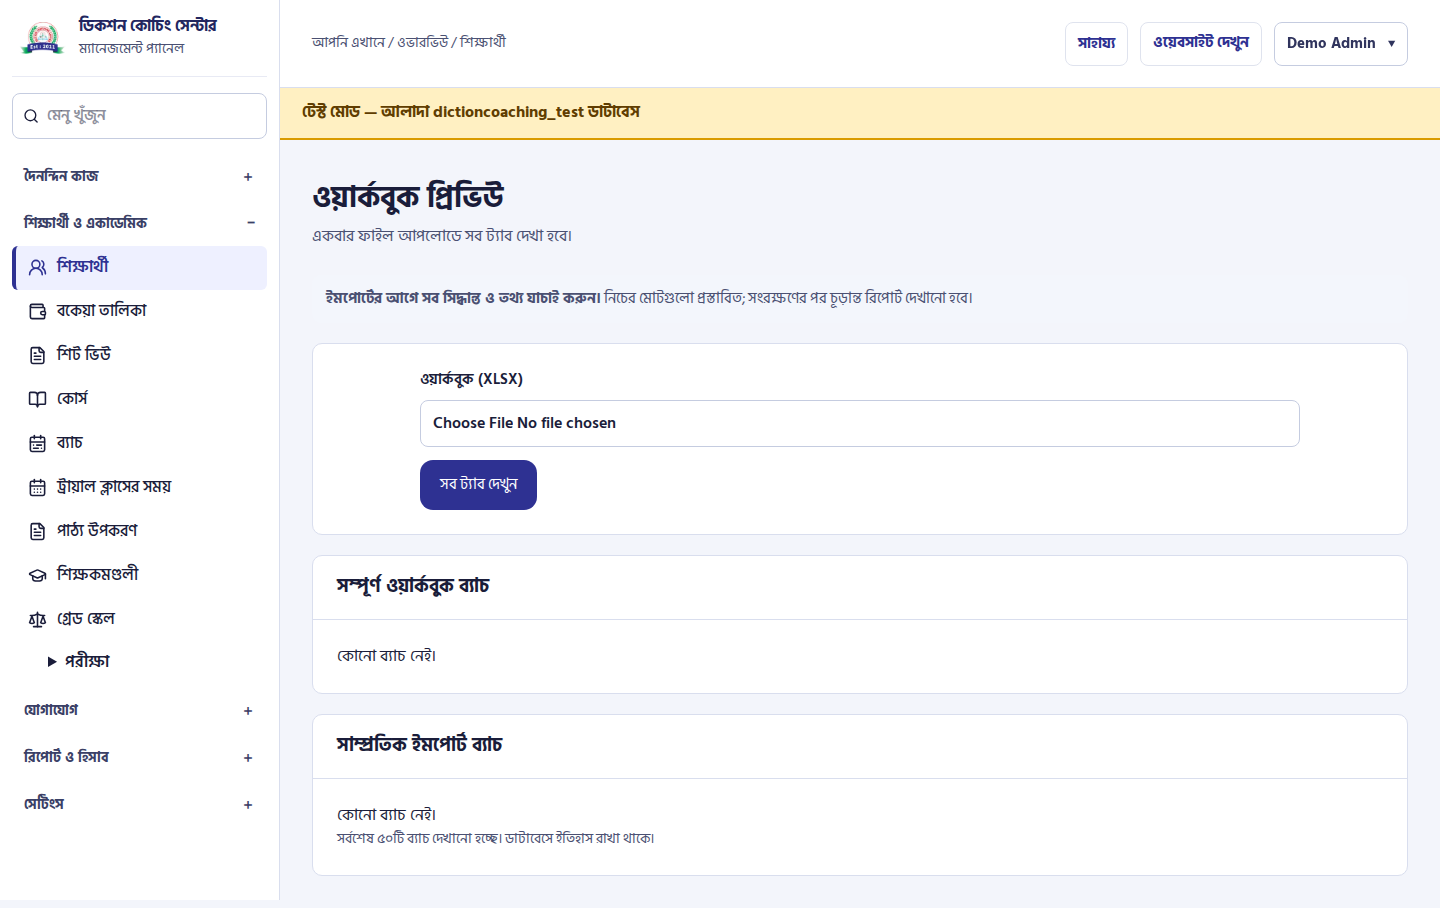 ডিকশন কোচিং সেন্টার
ম্যানেজমেন্ট প্যানেল
Est : 2011
মেনু খুঁজুন
দৈনন্দিন কাজ +
শিক্ষার্থী ও একাডেমিক −
শিক্ষার্থী
বকেয়া তালিকা
শিট ভিউ
কোর্স
ব্যাচ
ট্রায়াল ক্লাসের সময়
পাঠ্য উপকরণ
শিক্ষকমণ্ডলী
গ্রেড স্কেল
পরীক্ষা
যোগাযোগ +
রিপোর্ট ও হিসাব +
সেটিংস +
আপনি এখানে / ওভারভিউ / শিক্ষার্থী
সাহায্য
ওয়েবসাইট দেখুন
Demo Admin
টেস্ট মোড — আলাদা dictioncoaching_test ডাটাবেস
ওয়ার্কবুক প্রিভিউ
একবার ফাইল আপলোডে সব ট্যাব দেখা হবে।
ইমপোর্টের আগে সব সিদ্ধান্ত ও তথ্য যাচাই করুন। নিচের মোটগুলো প্রস্তাবিত; সংরক্ষণের পর চূড়ান্ত রিপোর্ট দেখানো হবে।
ওয়ার্কবুক (XLSX)
Choose File No file chosen
সব ট্যাব দেখুন
সম্পূর্ণ ওয়ার্কবুক ব্যাচ
কোনো ব্যাচ নেই।
সাম্প্রতিক ইমপোর্ট ব্যাচ
কোনো ব্যাচ নেই।
সর্বশেষ ৫০টি ব্যাচ দেখানো হচ্ছে। ডাটাবেসে ইতিহাস রাখা থাকে।